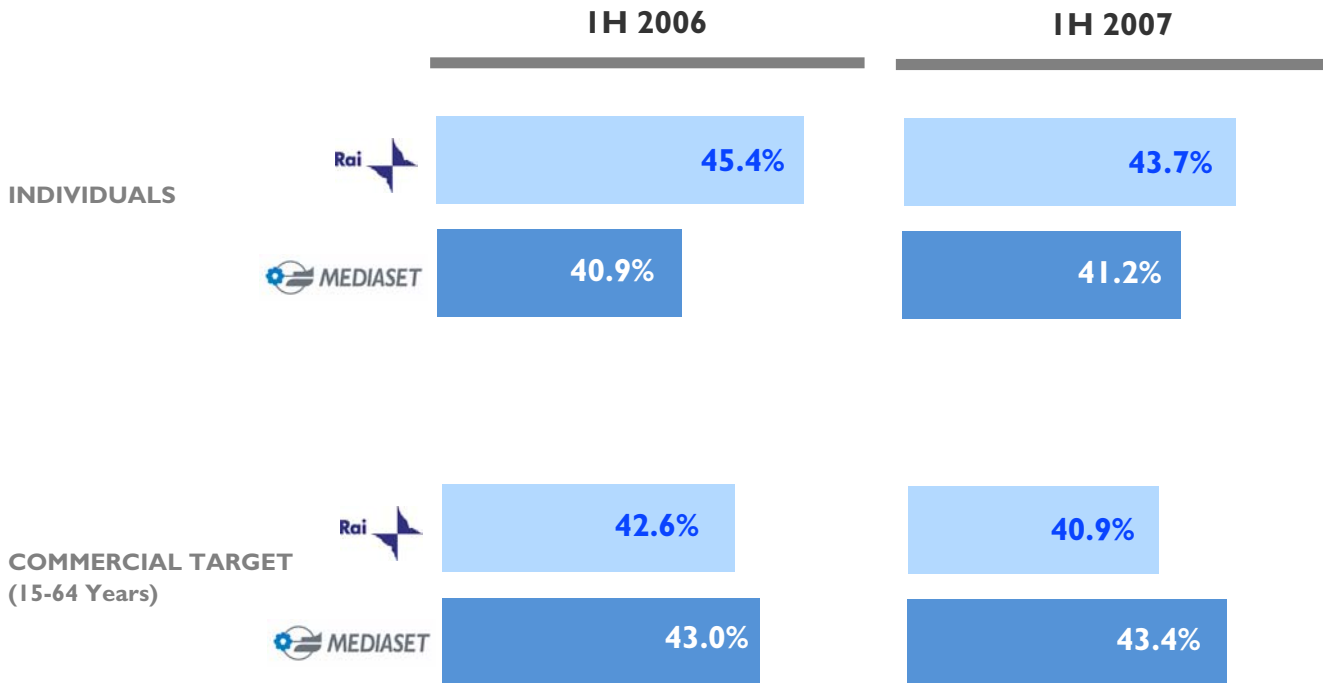 1H 2006
1H 2007
Rai
45.4%
43.7%
INDIVIDUALS
MEDIASET
40.9%
41.2%
Rai
42.6%
40.9%
COMMERCIAL TARGET
(15-64 Years)
MEDIASET
43.0%
43.4%